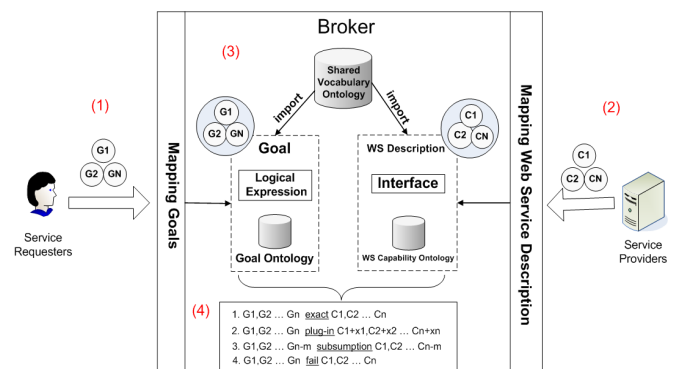 Broker
(3)
Shared
Vocabulary
Ontology
import
import
(1)
G1
G2
GN
Service
Requesters
Mapping Goals
G1
G2
GN
Goal
Logical
Expression
Goal Ontology
C1
C2
CN
WS Description
Interface
WS Capability Ontology
Mapping Web Service Description
(2)
C1
C2
CN
Service
Providers
(4)
1. G1,G2 ... Gn exact C1,C2 ... Cn
2. G1,G2 ... Gn plug-in C1+x1,C2+x2 ... Cn+xn
3. G1,G2 ... Gn-m subsumption C1,C2 ... Cn-m
4. G1,G2 ... Gn fail C1,C2 ... Cn